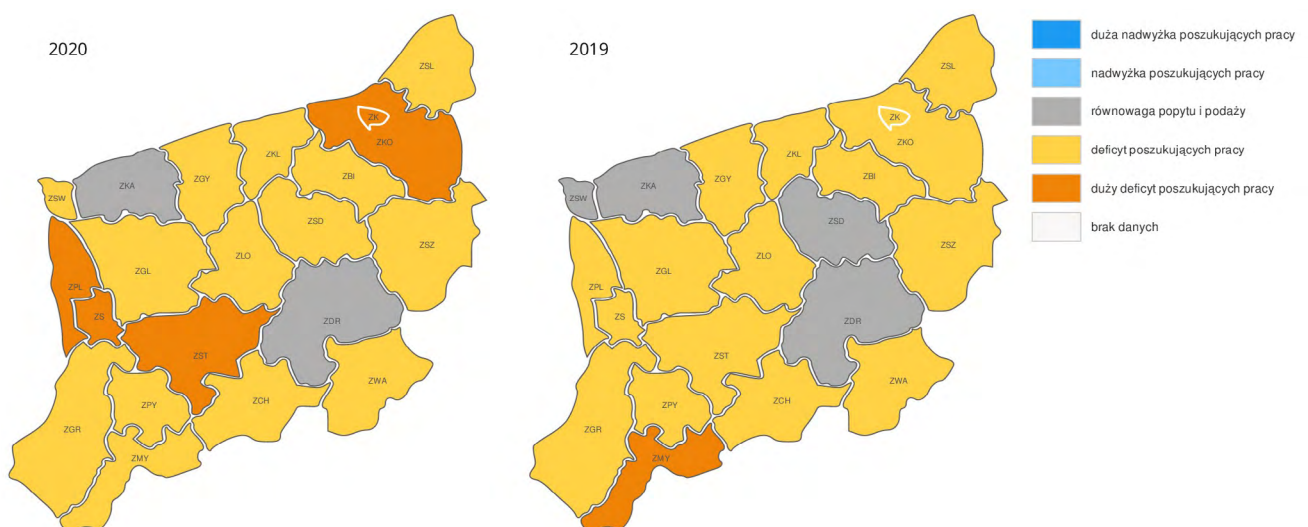 2020
ZSL
ZK
ZKO
ZKL
ZGY
ZBI
ZKA
ZSW
ZSD
ZSZ
ZLO
ZGL
ZPL
ZS
ZDR
ZST
ZWA
ZPY
ZCH
ZGR
ZMY
2019
ZSL
ZK
ZKO
ZKL
ZGY
ZBI
ZKA
ZSW
ZSD
ZSZ
ZLO
ZGL
ZPL
ZS
ZDR
ZST
ZWA
ZPY
ZCH
ZGR
ZMY
duża nadwyżka poszukujących pracy
nadwyżka poszukujących pracy
równowaga popytu i podaży
deficyt poszukujących pracy
duży deficyt poszukujących pracy
brak danych